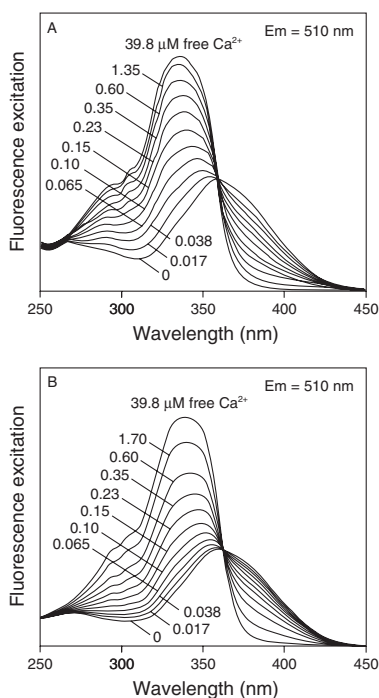 A
Em = 510 nm
39.8 µM free Ca²⁺
1.35
0.60
0.35
0.23
0.15
0.10
0.065
0.038
0.017
0
Fluorescence excitation
250 300 350 400 450
Wavelength (nm)
B
Em = 510 nm
39.8 µM free Ca²⁺
1.70
0.60
0.35
0.23
0.15
0.10
0.065
0.038
0.017
0
Fluorescence excitation
250 300 350 400 450
Wavelength (nm)